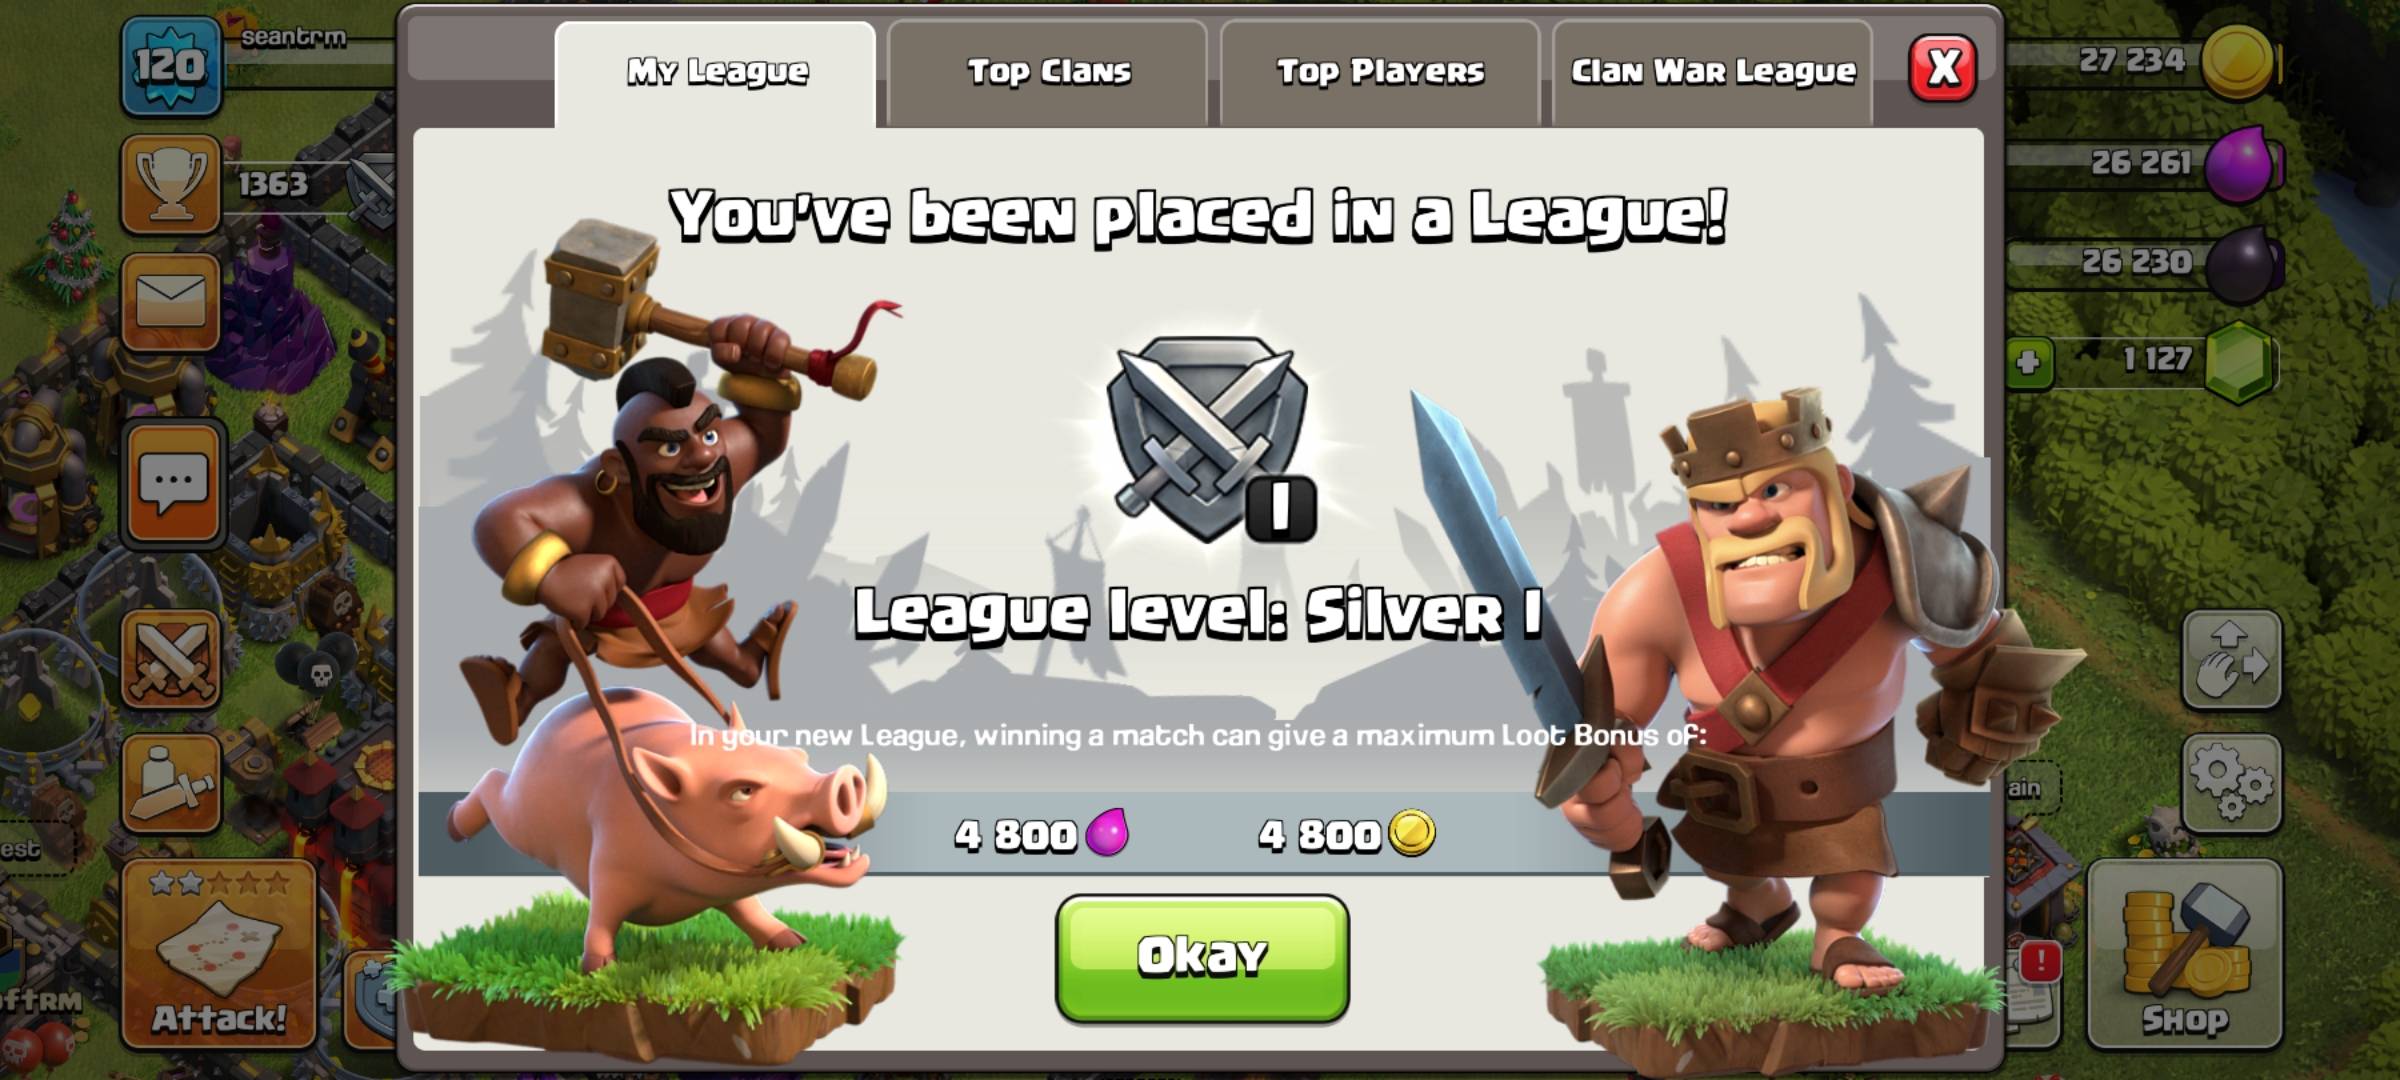 120
seantrm
My League
Top Clans
Top Players
Clan War League
X
27 234
1363
26 261
You've been placed in a League!
26 230
1 127
I
League level: Silver I
In your new League, winning a match can give a maximum Loot Bonus of:
ain
4 800
4 800
est
Okay
!
Attack!
Shop